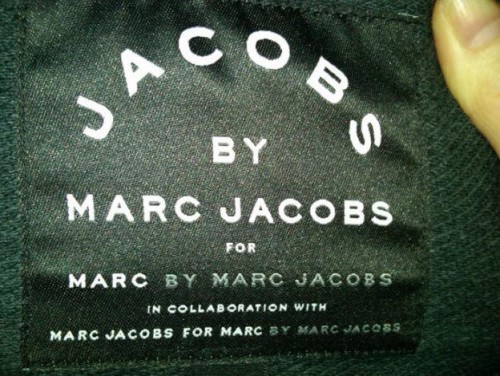 JACOBS
BY
MARC JACOBS
FOR
MARC BY MARC JACOBS
IN COLLABORATION WITH
MARC JACOBS FOR MARC BY MARC JACOBS